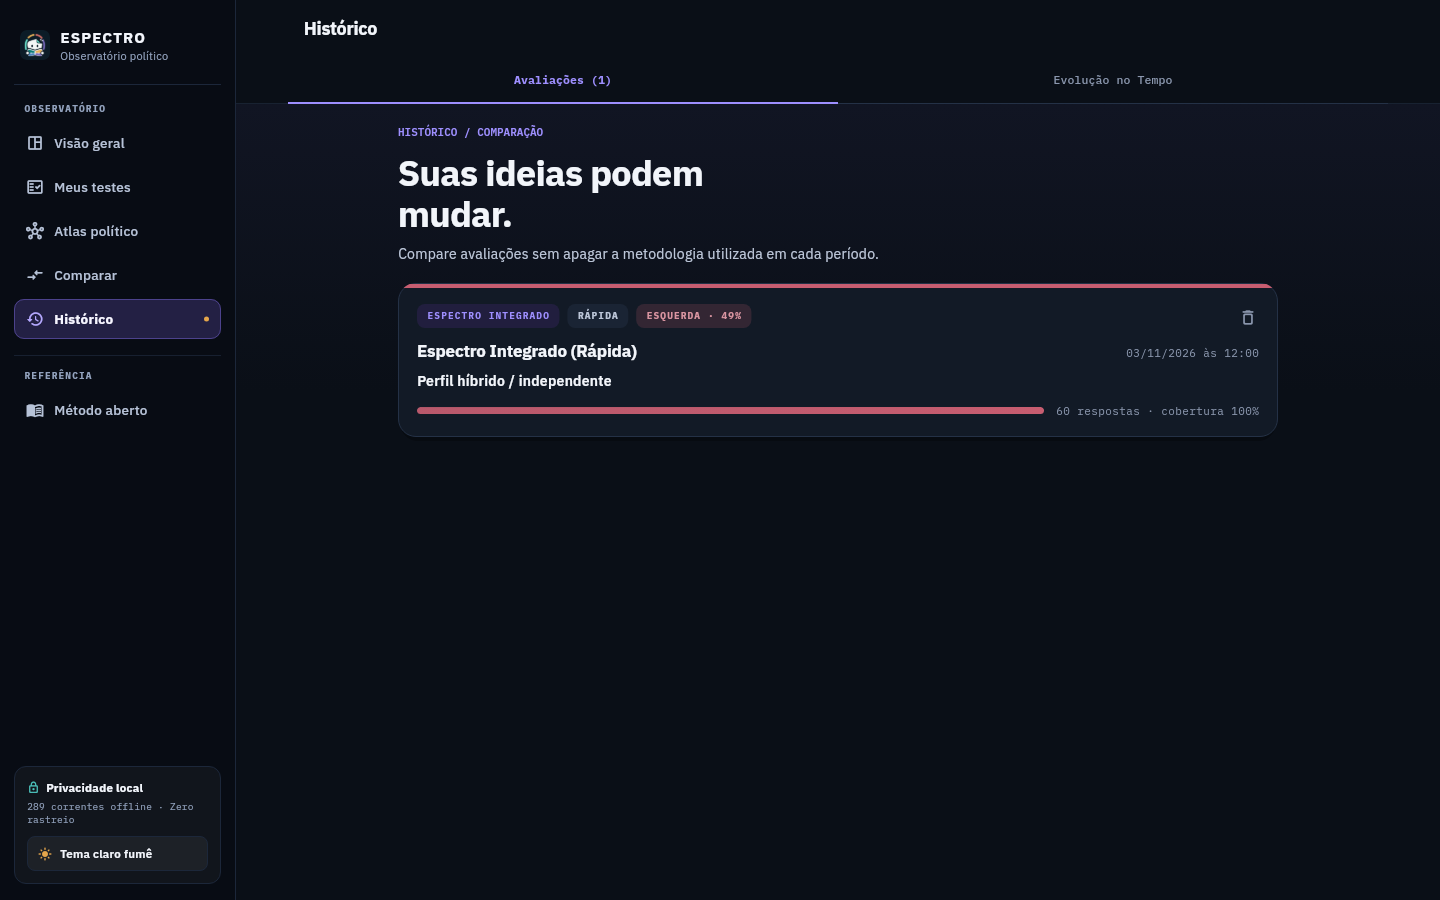 ESPECTRO
Observatório político
OBSERVATÓRIO
Visão geral
Meus testes
Atlas político
Comparar
Histórico
REFERÊNCIA
Método aberto
Privacidade local
289 correntes offline · Zero
rastreio
Tema claro fumê
Histórico
Avaliações (1)
Evolução no Tempo
HISTÓRICO / COMPARAÇÃO
Suas ideias podem
mudar.
Compare avaliações sem apagar a metodologia utilizada em cada período.
ESPECTRO INTEGRADO
RÁPIDA
ESQUERDA · 49%
Espectro Integrado (Rápida)
03/11/2026 às 12:00
Perfil híbrido / independente
60 respostas · cobertura 100%